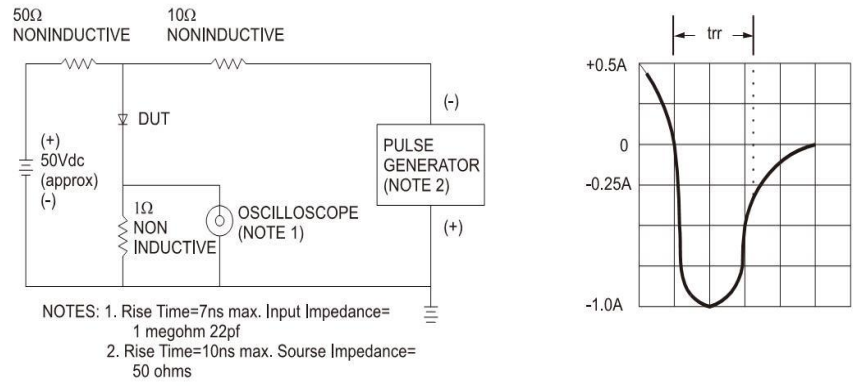 50Ω
NONINDUCTIVE
10Ω
NONINDUCTIVE
DUT
(+)
50Vdc
(approx)
(-)
1Ω
NON
INDUCTIVE
OSCILLOSCOPE
(NOTE 1)
(-)
PULSE
GENERATOR
(NOTE 2)
(+)
NOTES: 1. Rise Time=7ns max. Input Impedance=
1 megohm 22pf
2. Rise Time=10ns max. Sourse Impedance=
50 ohms
trr
+0.5A
0
-0.25A
-1.0A